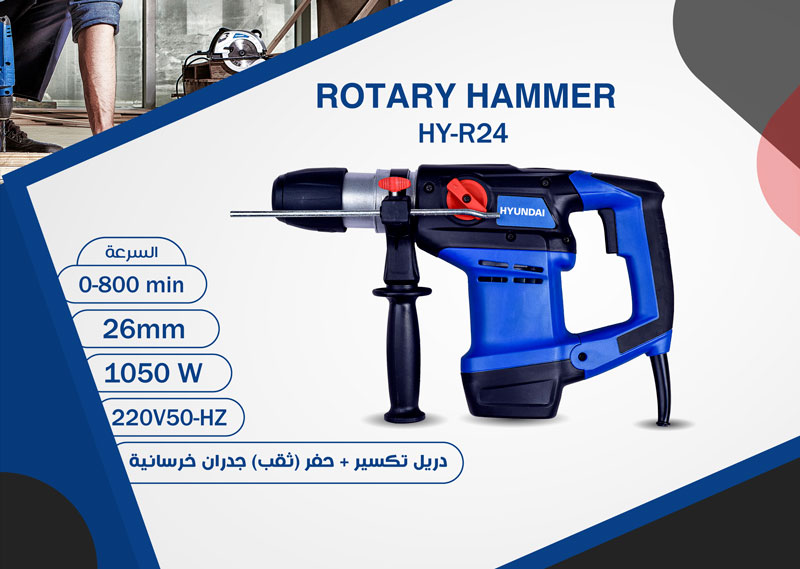 ROTARY HAMMER
HY-R24
HYUNDAI
السرعة
0-800 min
26mm
1050 W
220V50-HZ
دريل تكسير + حفر (ثقب) جدران خرسانية